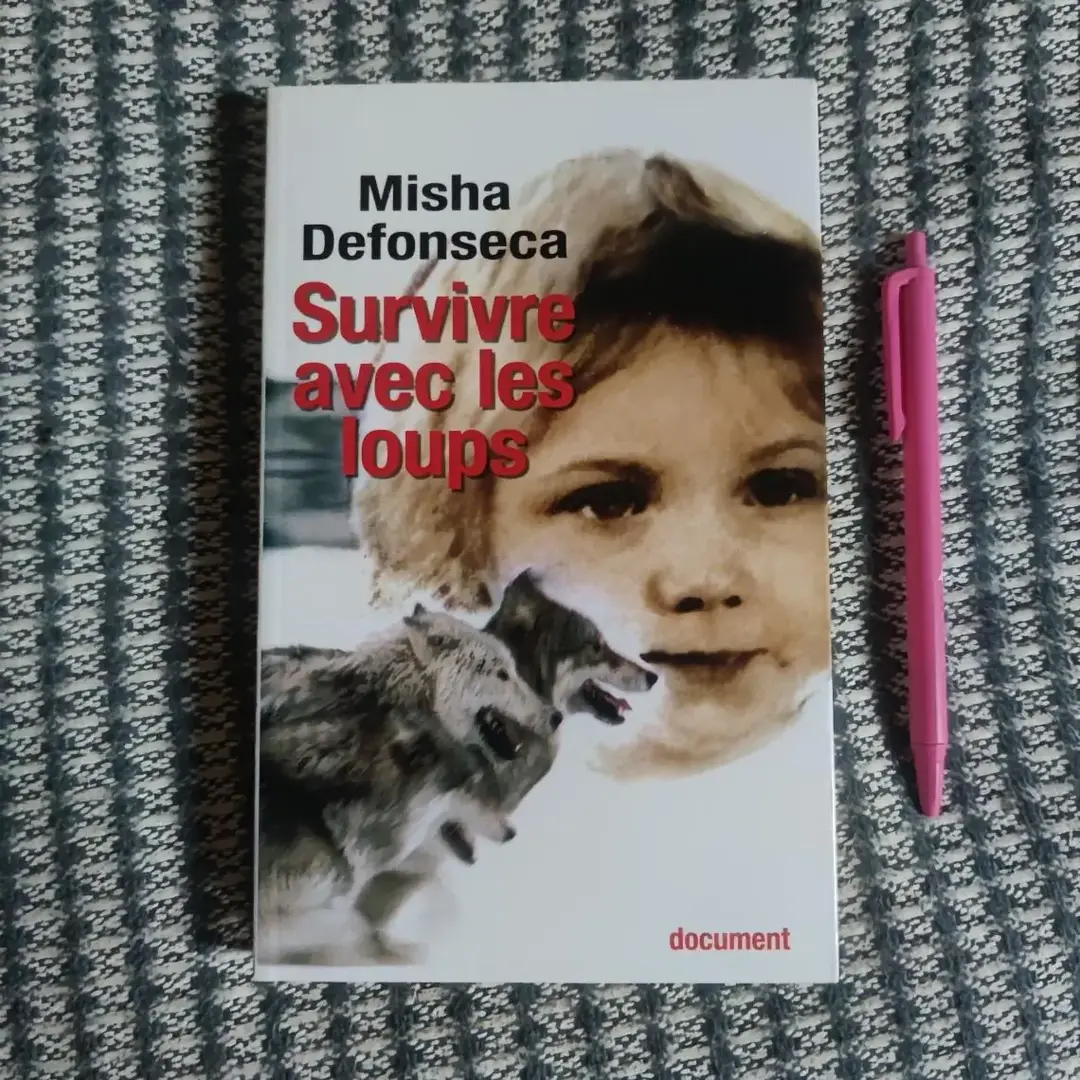 Misha
Defonseca
Survivre
avec les
loups
document